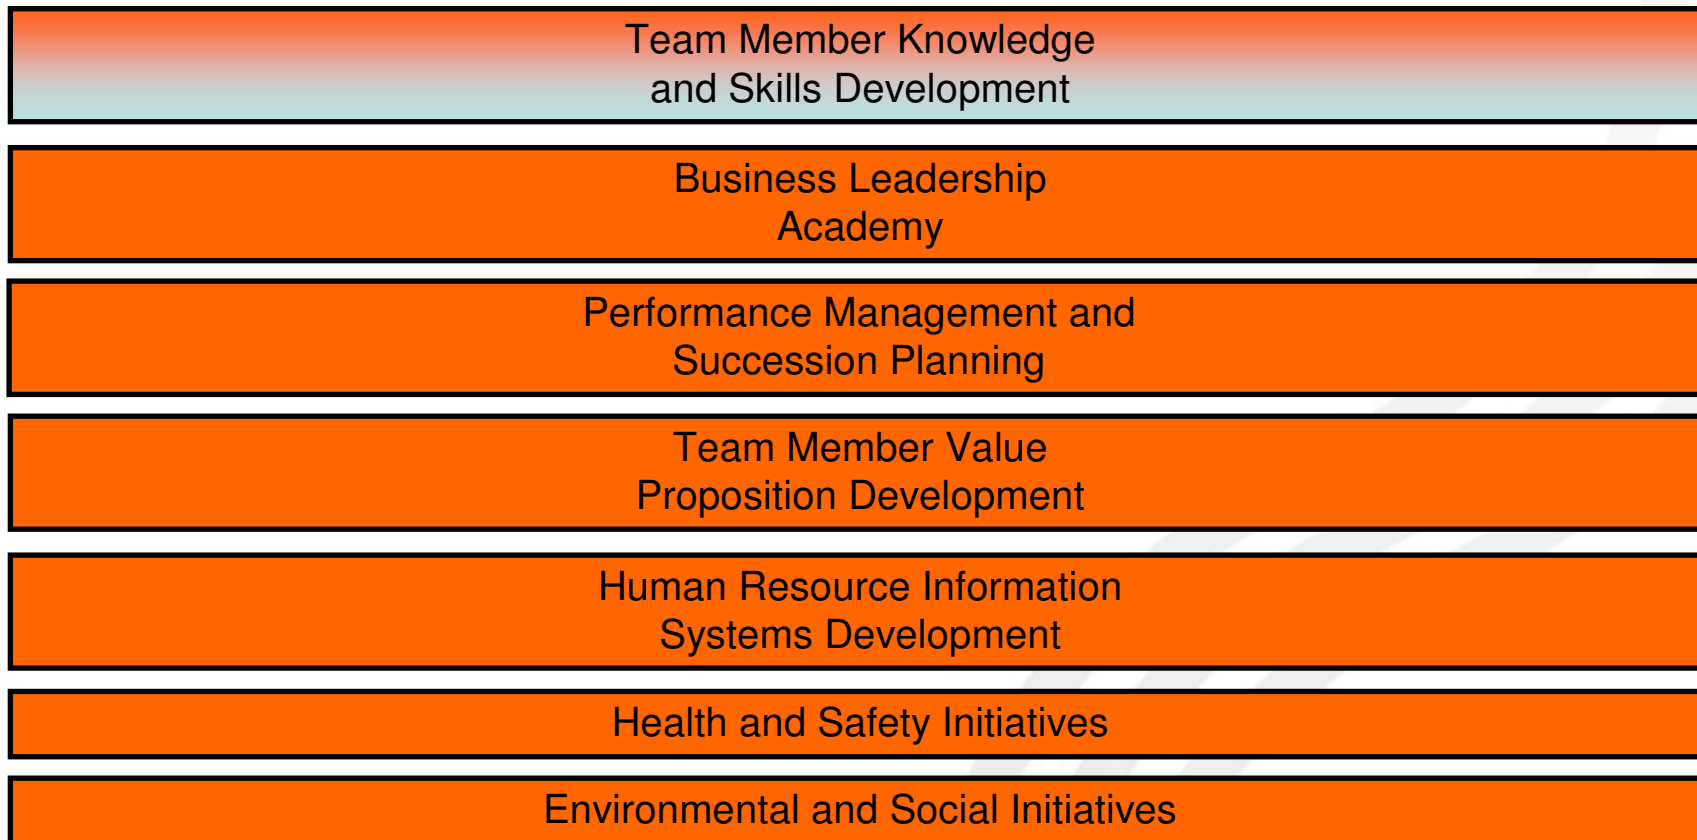 Team Member Knowledge
and Skills Development
Business Leadership
Academy
Performance Management and
Succession Planning
Team Member Value
Proposition Development
Human Resource Information
Systems Development
Health and Safety Initiatives
Environmental and Social Initiatives